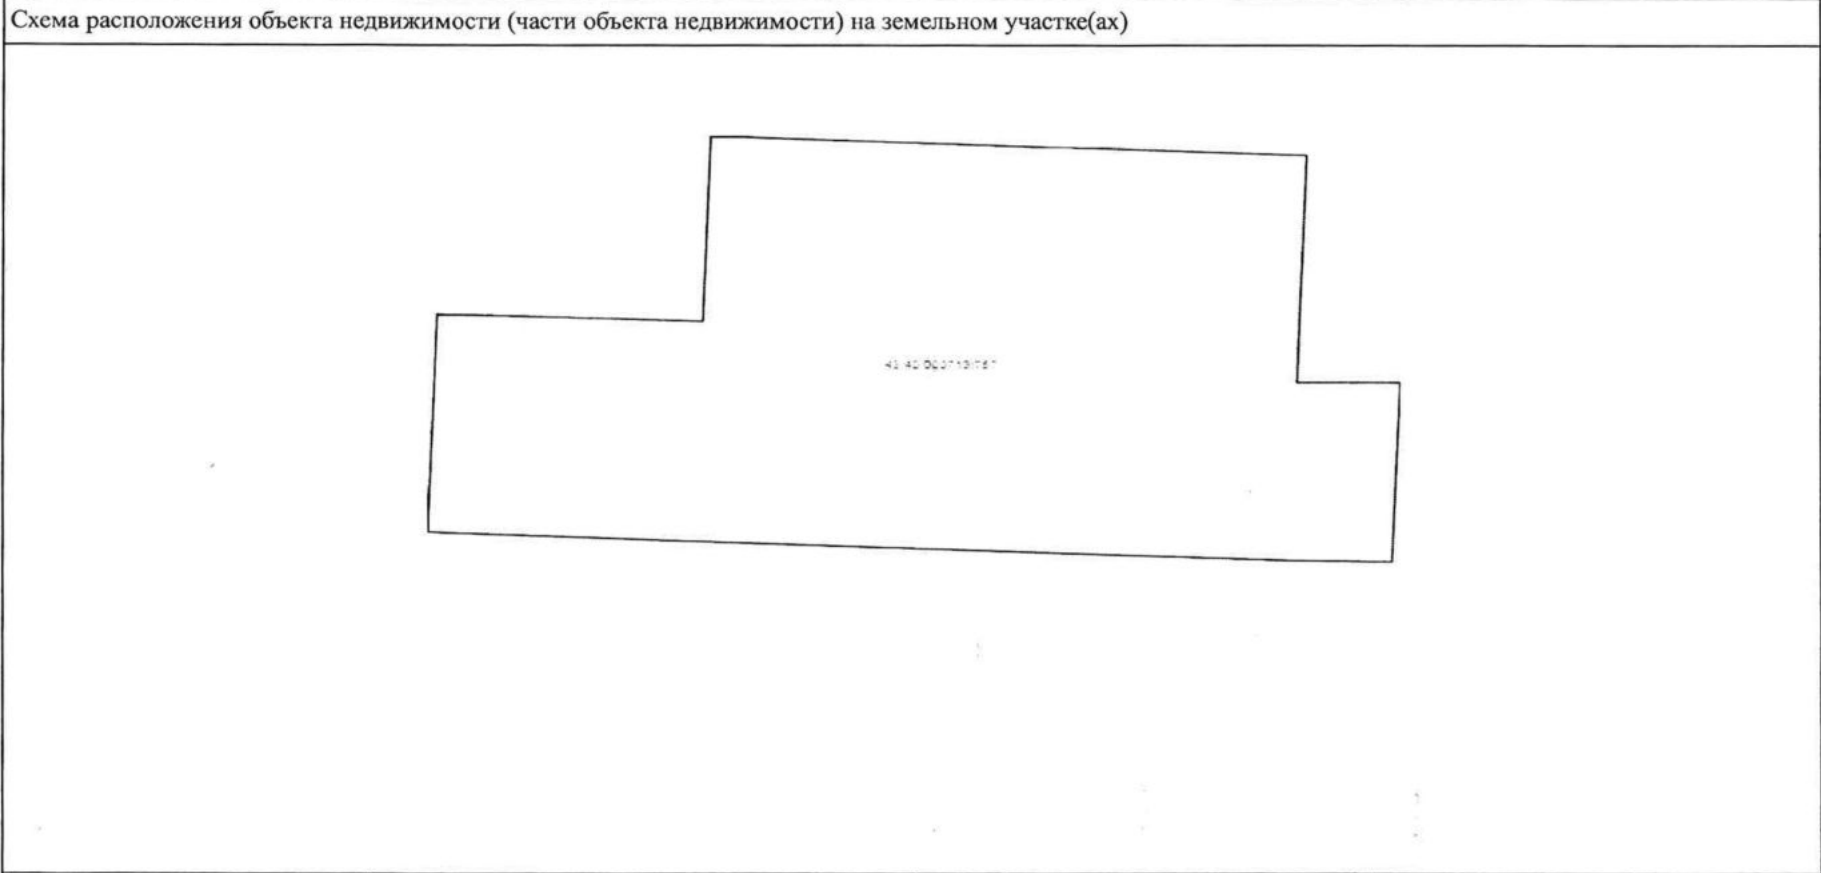 Схема расположения объекта недвижимости (части объекта недвижимости) на земельном участке(ах)